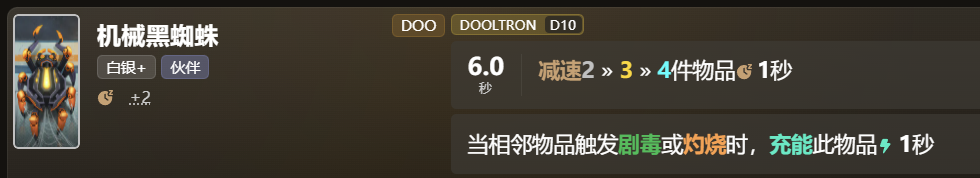 机械黑蜘蛛
白银+ 伙伴
+2
DOO
DOOLTRON D10
6.0
秒
减速2 » 3 » 4件物品 1秒
当相邻物品触发剧毒或灼烧时，充能此物品 1秒